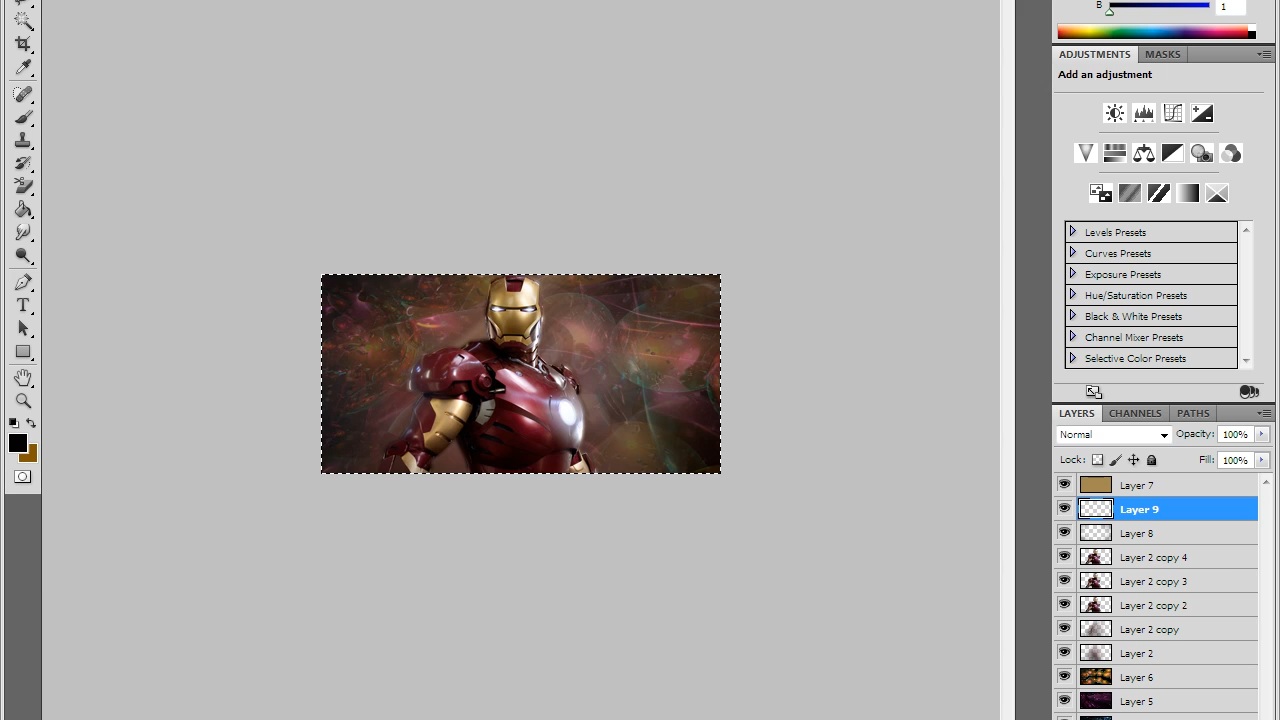 B 1
ADJUSTMENTS MASKS
Add an adjustment
Levels Presets
Curves Presets
Exposure Presets
Hue/Saturation Presets
Black & White Presets
Channel Mixer Presets
Selective Color Presets
LAYERS CHANNELS PATHS
Normal Opacity: 100%
Lock: Fill: 100%
Layer 7
Layer 9
Layer 8
Layer 2 copy 4
Layer 2 copy 3
Layer 2 copy 2
Layer 2 copy
Layer 2
Layer 6
Layer 5